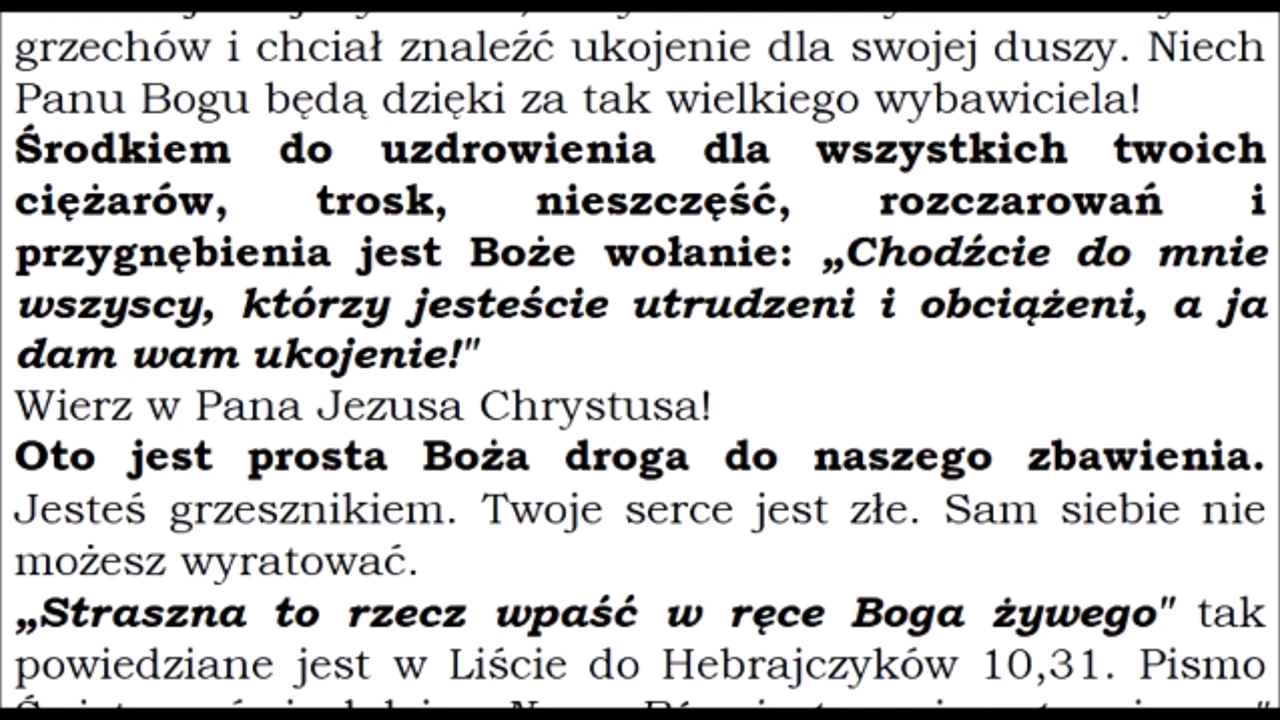 grzechów i chciał znaleźć ukojenie dla swojej duszy. Niech
Panu Bogu będą dzięki za tak wielkiego wybawiciela!
Środkiem do uzdrowienia dla wszystkich twoich
ciężarów, trosk, nieszczęść, rozczarowań i
przygnębienia jest Boże wołanie: „Chodźcie do mnie
wszyscy, którzy jesteście utrudzeni i obciążeni, a ja
dam wam ukojenie!"
Wierz w Pana Jezusa Chrystusa!
Oto jest prosta Boża droga do naszego zbawienia.
Jesteś grzesznikiem. Twoje serce jest złe. Sam siebie nie
możesz wyratować.
„Straszna to rzecz wpaść w ręce Boga żywego" tak
powiedziane jest w Liście do Hebrajczyków 10,31. Pismo